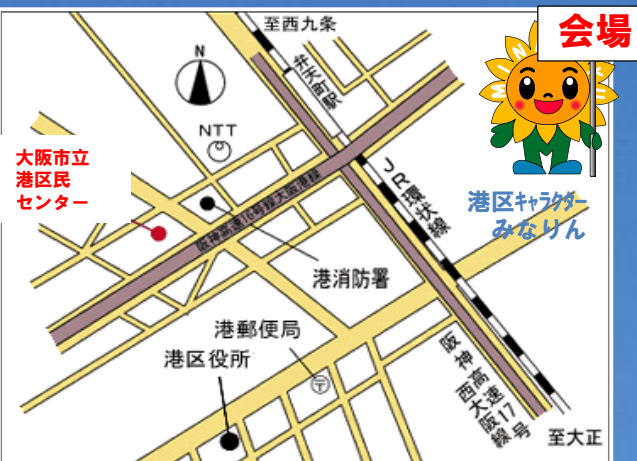 会場
至西九条
弁天町駅
N
NTT
大阪市立
港区民
センター
阪神高速16号線大阪港線
JR環状線
港区キャラクター
みなりん
港消防署
港郵便局
〒
港区役所
阪神高速17号
西大阪線
至大正